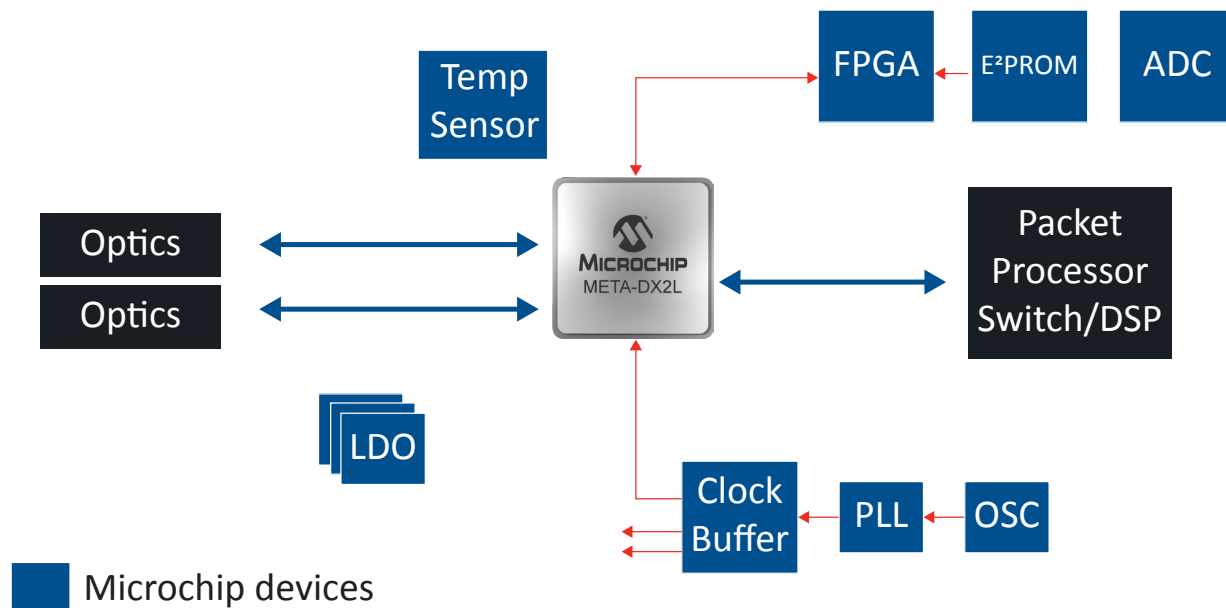 Temp
Sensor
FPGA
E²PROM
ADC
Optics
Optics
MICROCHIP
META-DX2L
Packet
Processor
Switch/DSP
LDO
Clock
Buffer
PLL
OSC
Microchip devices